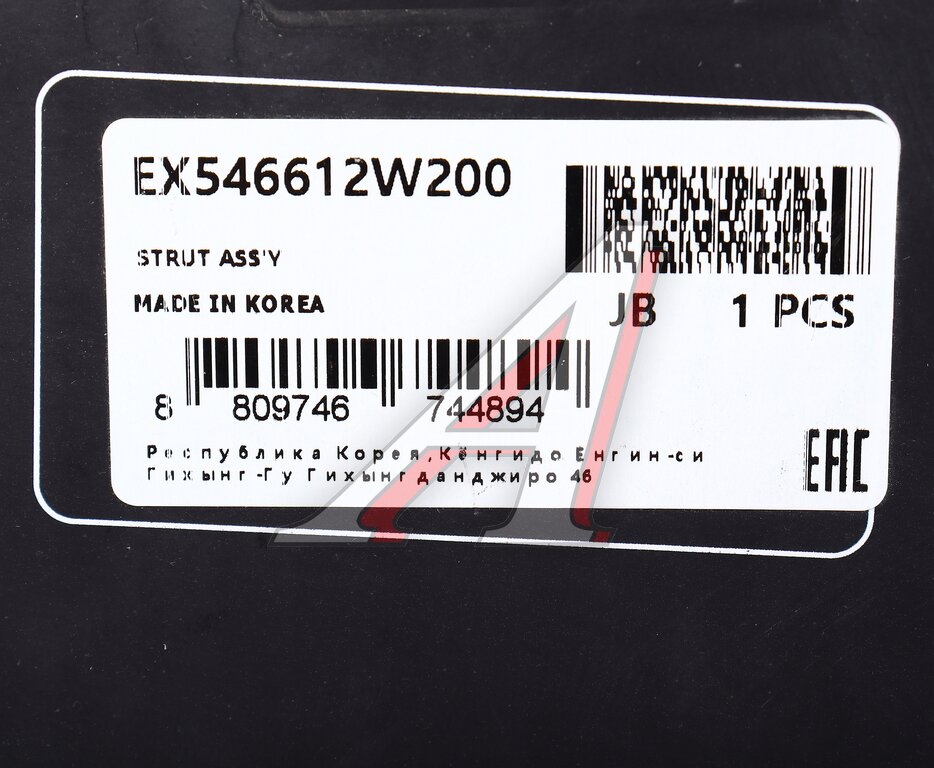 EX546612W200
STRUT ASS'Y
MADE IN KOREA
JB 1 PCS
8 809746 744894
Республика Корея,Кёнгидо Енгин-си
Гихынг-Гу Гихынгданджиро 46
EAC